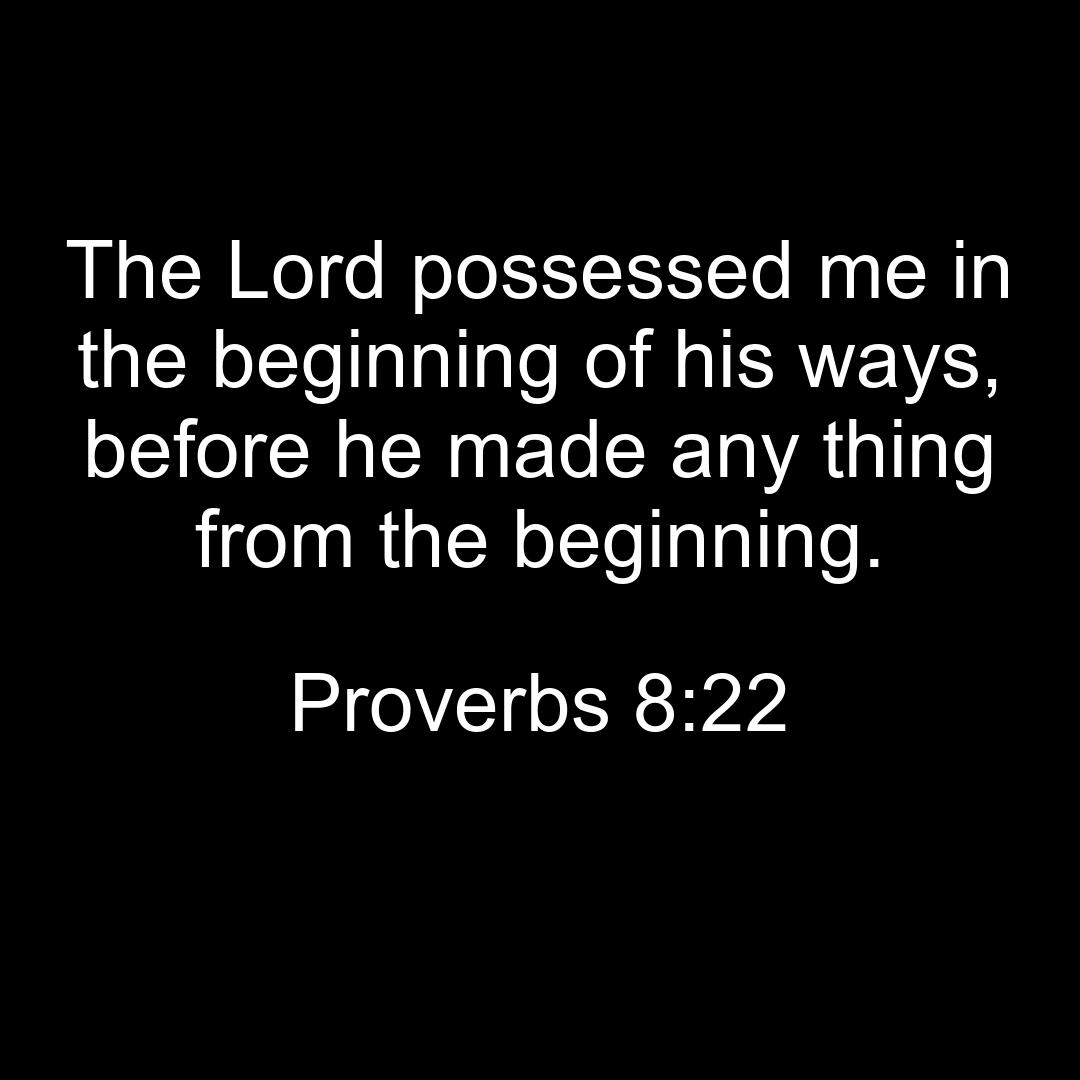 The Lord possessed me in
the beginning of his ways,
before he made any thing
from the beginning.
Proverbs 8:22